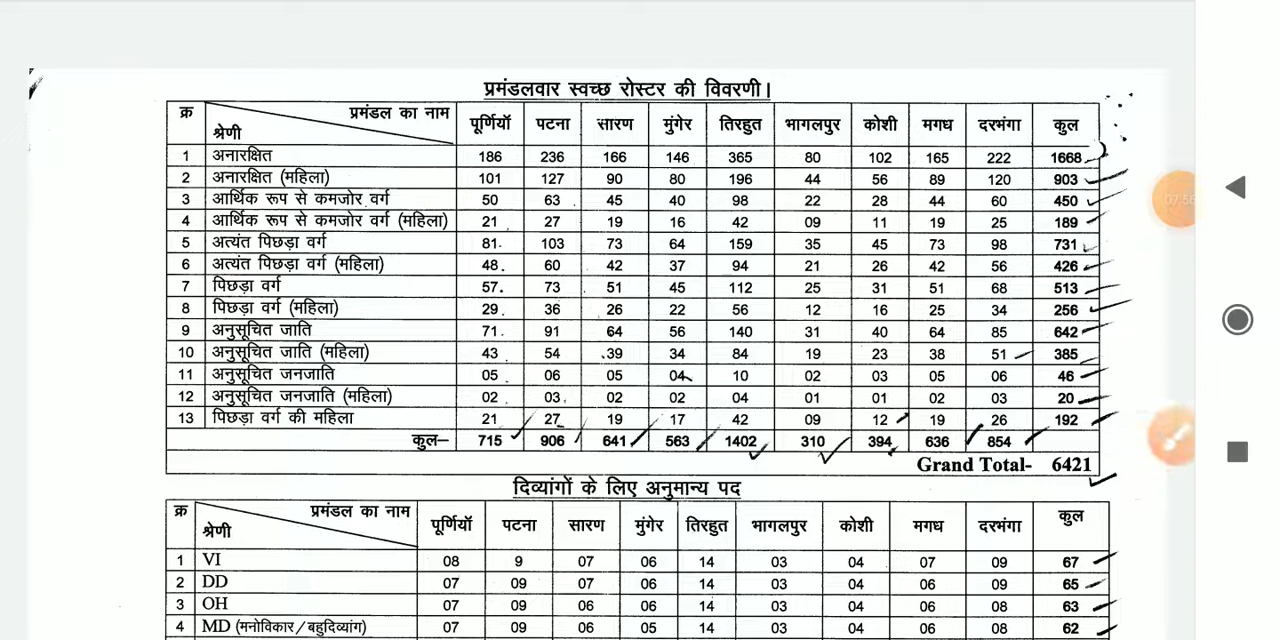 प्रमंडलवार स्वच्छ रोस्टर की विवरणी।
क्र प्रमंडल का नाम श्रेणी पूर्णियॉ पटना सारण मुंगेर तिरहुत भागलपुर कोशी मगध दरभंगा कुल
1 अनारक्षित 186 236 166 146 365 80 102 165 222 1668
2 अनारक्षित (महिला) 101 127 90 80 196 44 56 89 120 903
3 आर्थिक रूप से कमजोर वर्ग 50 63 45 40 98 22 28 44 60 450
4 आर्थिक रूप से कमजोर वर्ग (महिला) 21 27 19 16 42 09 11 19 25 189
5 अत्यंत पिछड़ा वर्ग 81 103 73 64 159 35 45 73 98 731
6 अत्यंत पिछड़ा वर्ग (महिला) 48 60 42 37 94 21 26 42 56 426
7 पिछड़ा वर्ग 57 73 51 45 112 25 31 51 68 513
8 पिछड़ा वर्ग (महिला) 29 36 26 22 56 12 16 25 34 256
9 अनुसूचित जाति 71 91 64 56 140 31 40 64 85 642
10 अनुसूचित जाति (महिला) 43 54 39 34 84 19 23 38 51 385
11 अनुसूचित जनजाति 05 06 05 04 10 02 03 05 06 46
12 अनुसूचित जनजाति (महिला) 02 03 02 02 04 01 01 02 03 20
13 पिछड़ा वर्ग की महिला 21 27 19 17 42 09 12 19 26 192
कुल– 715 906 641 563 1402 310 394 636 854
Grand Total- 6421
दिव्यांगों के लिए अनुमान्य पद
क्र प्रमंडल का नाम श्रेणी पूर्णियॉ पटना सारण मुंगेर तिरहुत भागलपुर कोशी मगध दरभंगा कुल
1 VI 08 9 07 06 14 03 04 07 09 67
2 DD 07 09 07 06 14 03 04 06 09 65
3 OH 07 09 06 06 14 03 04 06 08 63
4 MD (मनोविकार/बहुदिव्यांग) 07 09 06 05 14 03 04 06 08 62
07:56